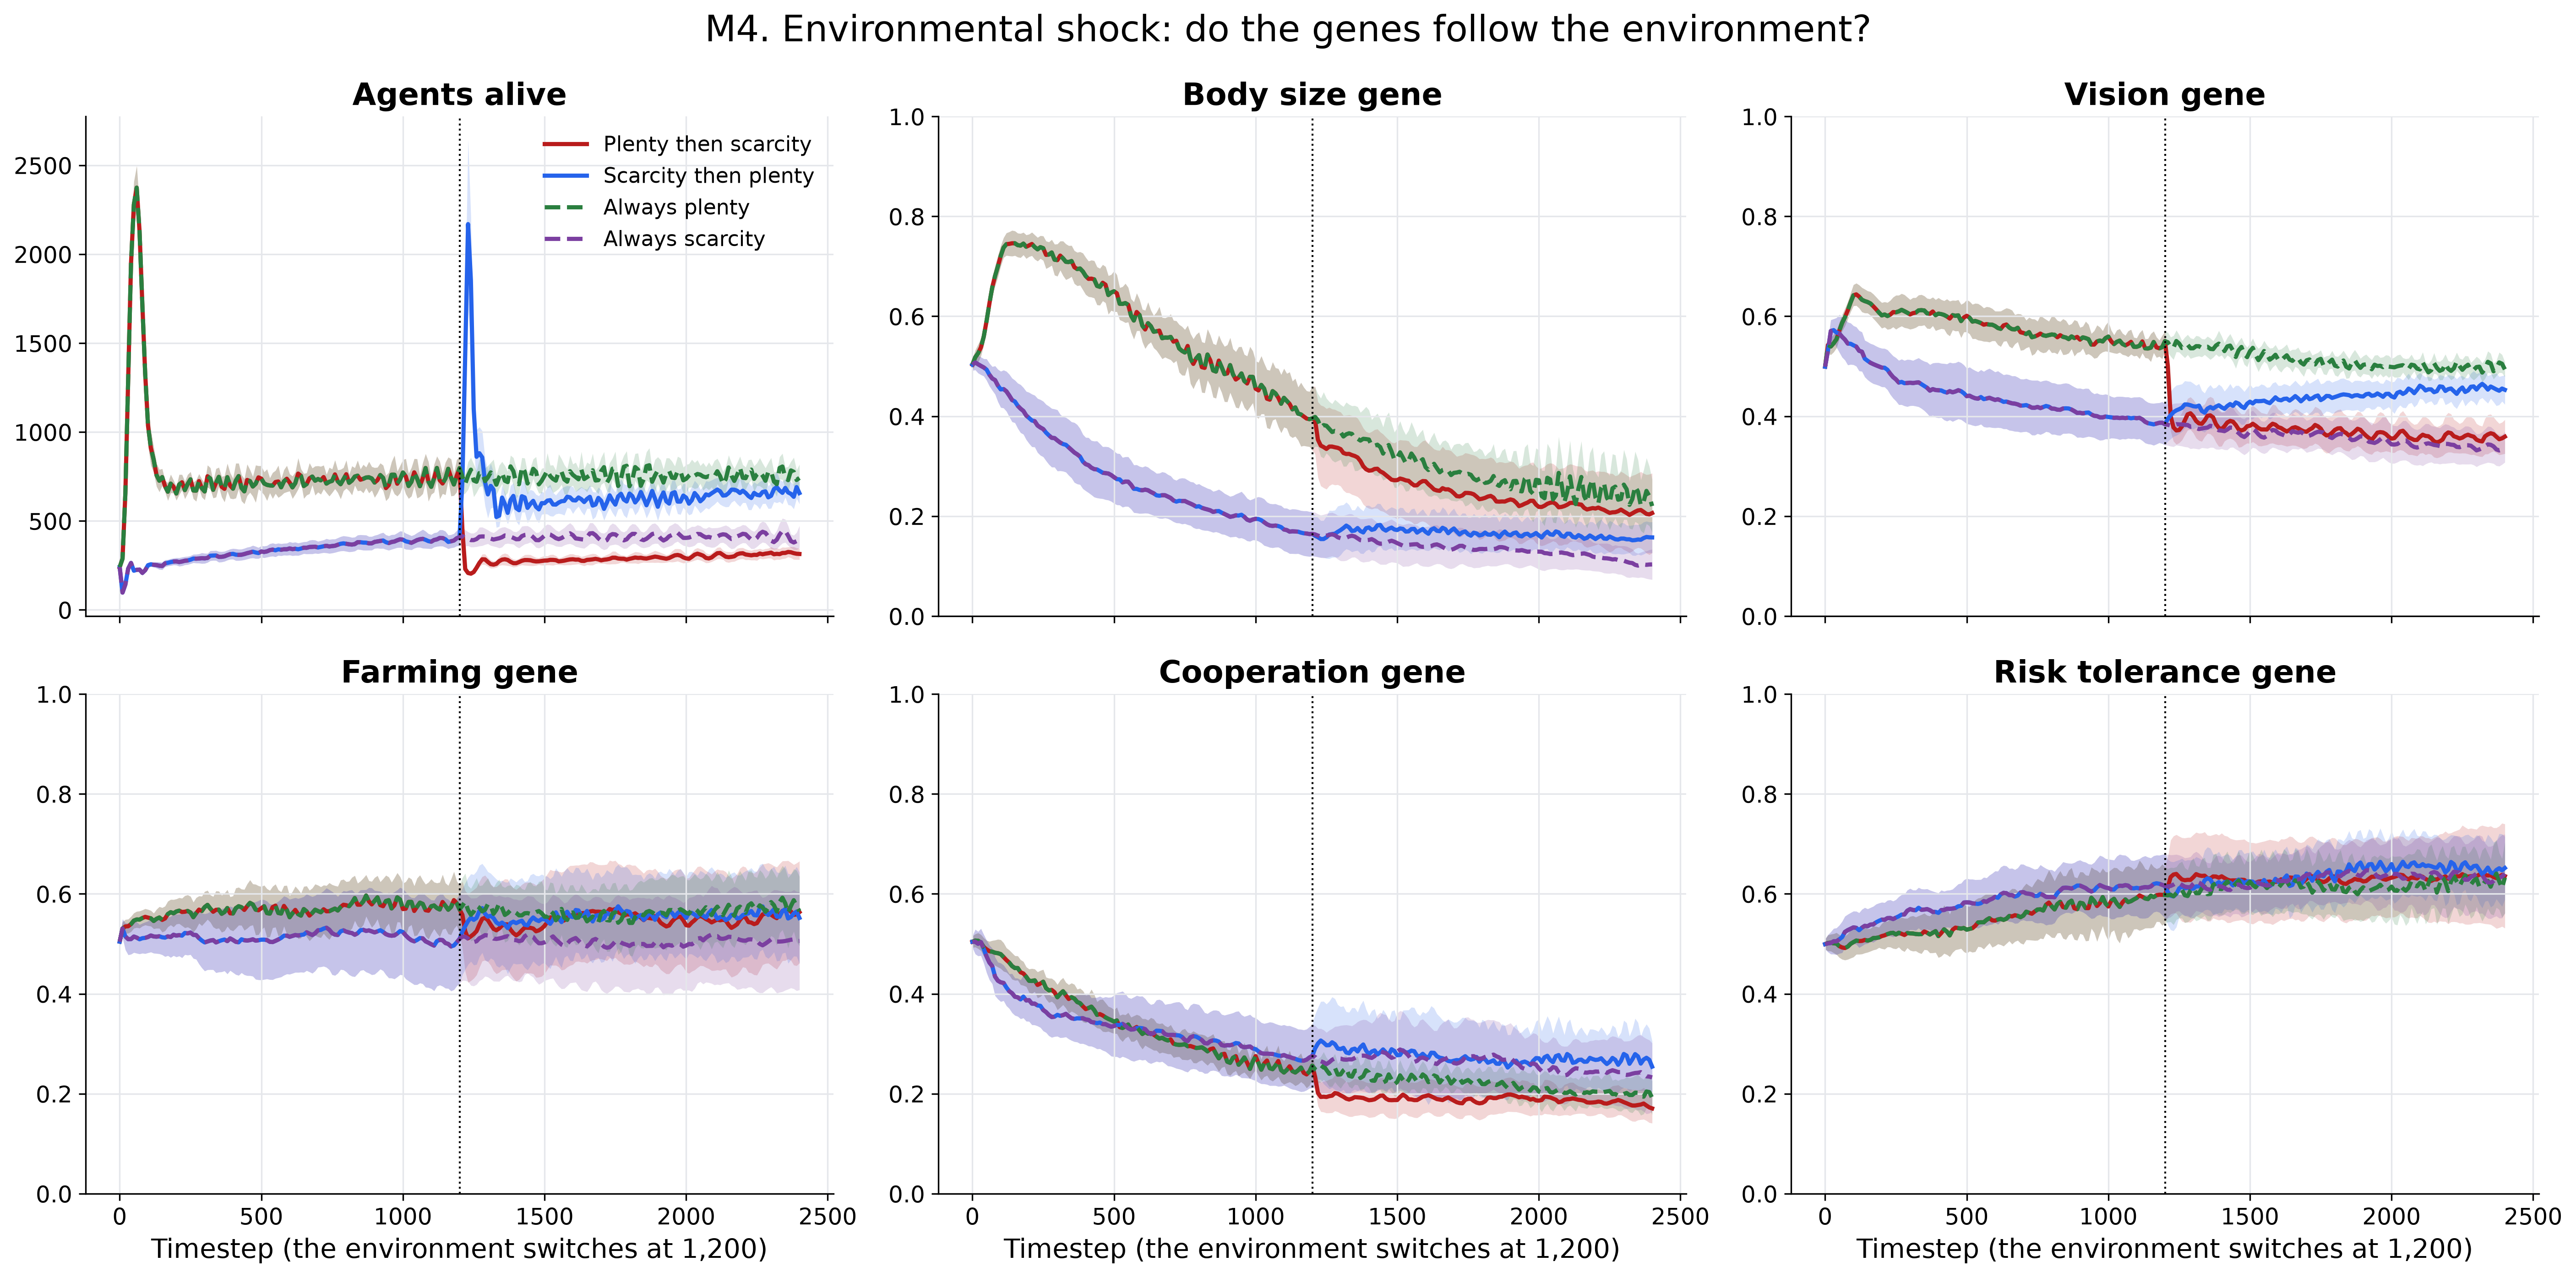 M4. Environmental shock: do the genes follow the environment?
Agents alive
2500
2000
1500
1000
500
0
Plenty then scarcity
Scarcity then plenty
Always plenty
Always scarcity
Body size gene
1.0
0.8
0.6
0.4
0.2
0.0
Vision gene
1.0
0.8
0.6
0.4
0.2
0.0
Farming gene
1.0
0.8
0.6
0.4
0.2
0.0
0 500 1000 1500 2000 2500
Timestep (the environment switches at 1,200)
Cooperation gene
1.0
0.8
0.6
0.4
0.2
0.0
0 500 1000 1500 2000 2500
Timestep (the environment switches at 1,200)
Risk tolerance gene
1.0
0.8
0.6
0.4
0.2
0.0
0 500 1000 1500 2000 2500
Timestep (the environment switches at 1,200)